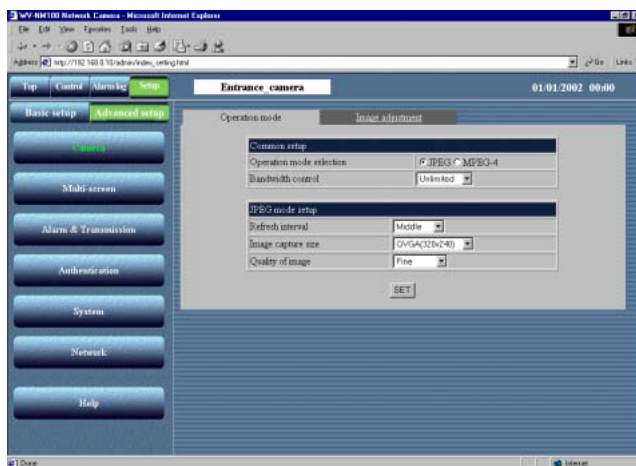 WV-NM100 Network Camera - Microsoft Internet Explorer
File Edit View Favorites Tools Help
Address http://192.168.0.10/admin/index_setting.html Go Links
Top Control Alarm log Setup Entrance_camera 01/01/2002 00:00
Basic setup Advanced setup
Operation mode Image adjustment
Camera
Multi-screen
Alarm & Transmission
Authentication
System
Network
Help
Common setup
Operation mode selection JPEG MPEG-4
Bandwidth control Unlimited
JPEG mode setup
Refresh interval Middle
Image capture size QVGA(320x240)
Quality of image Fine
SET
Done Internet